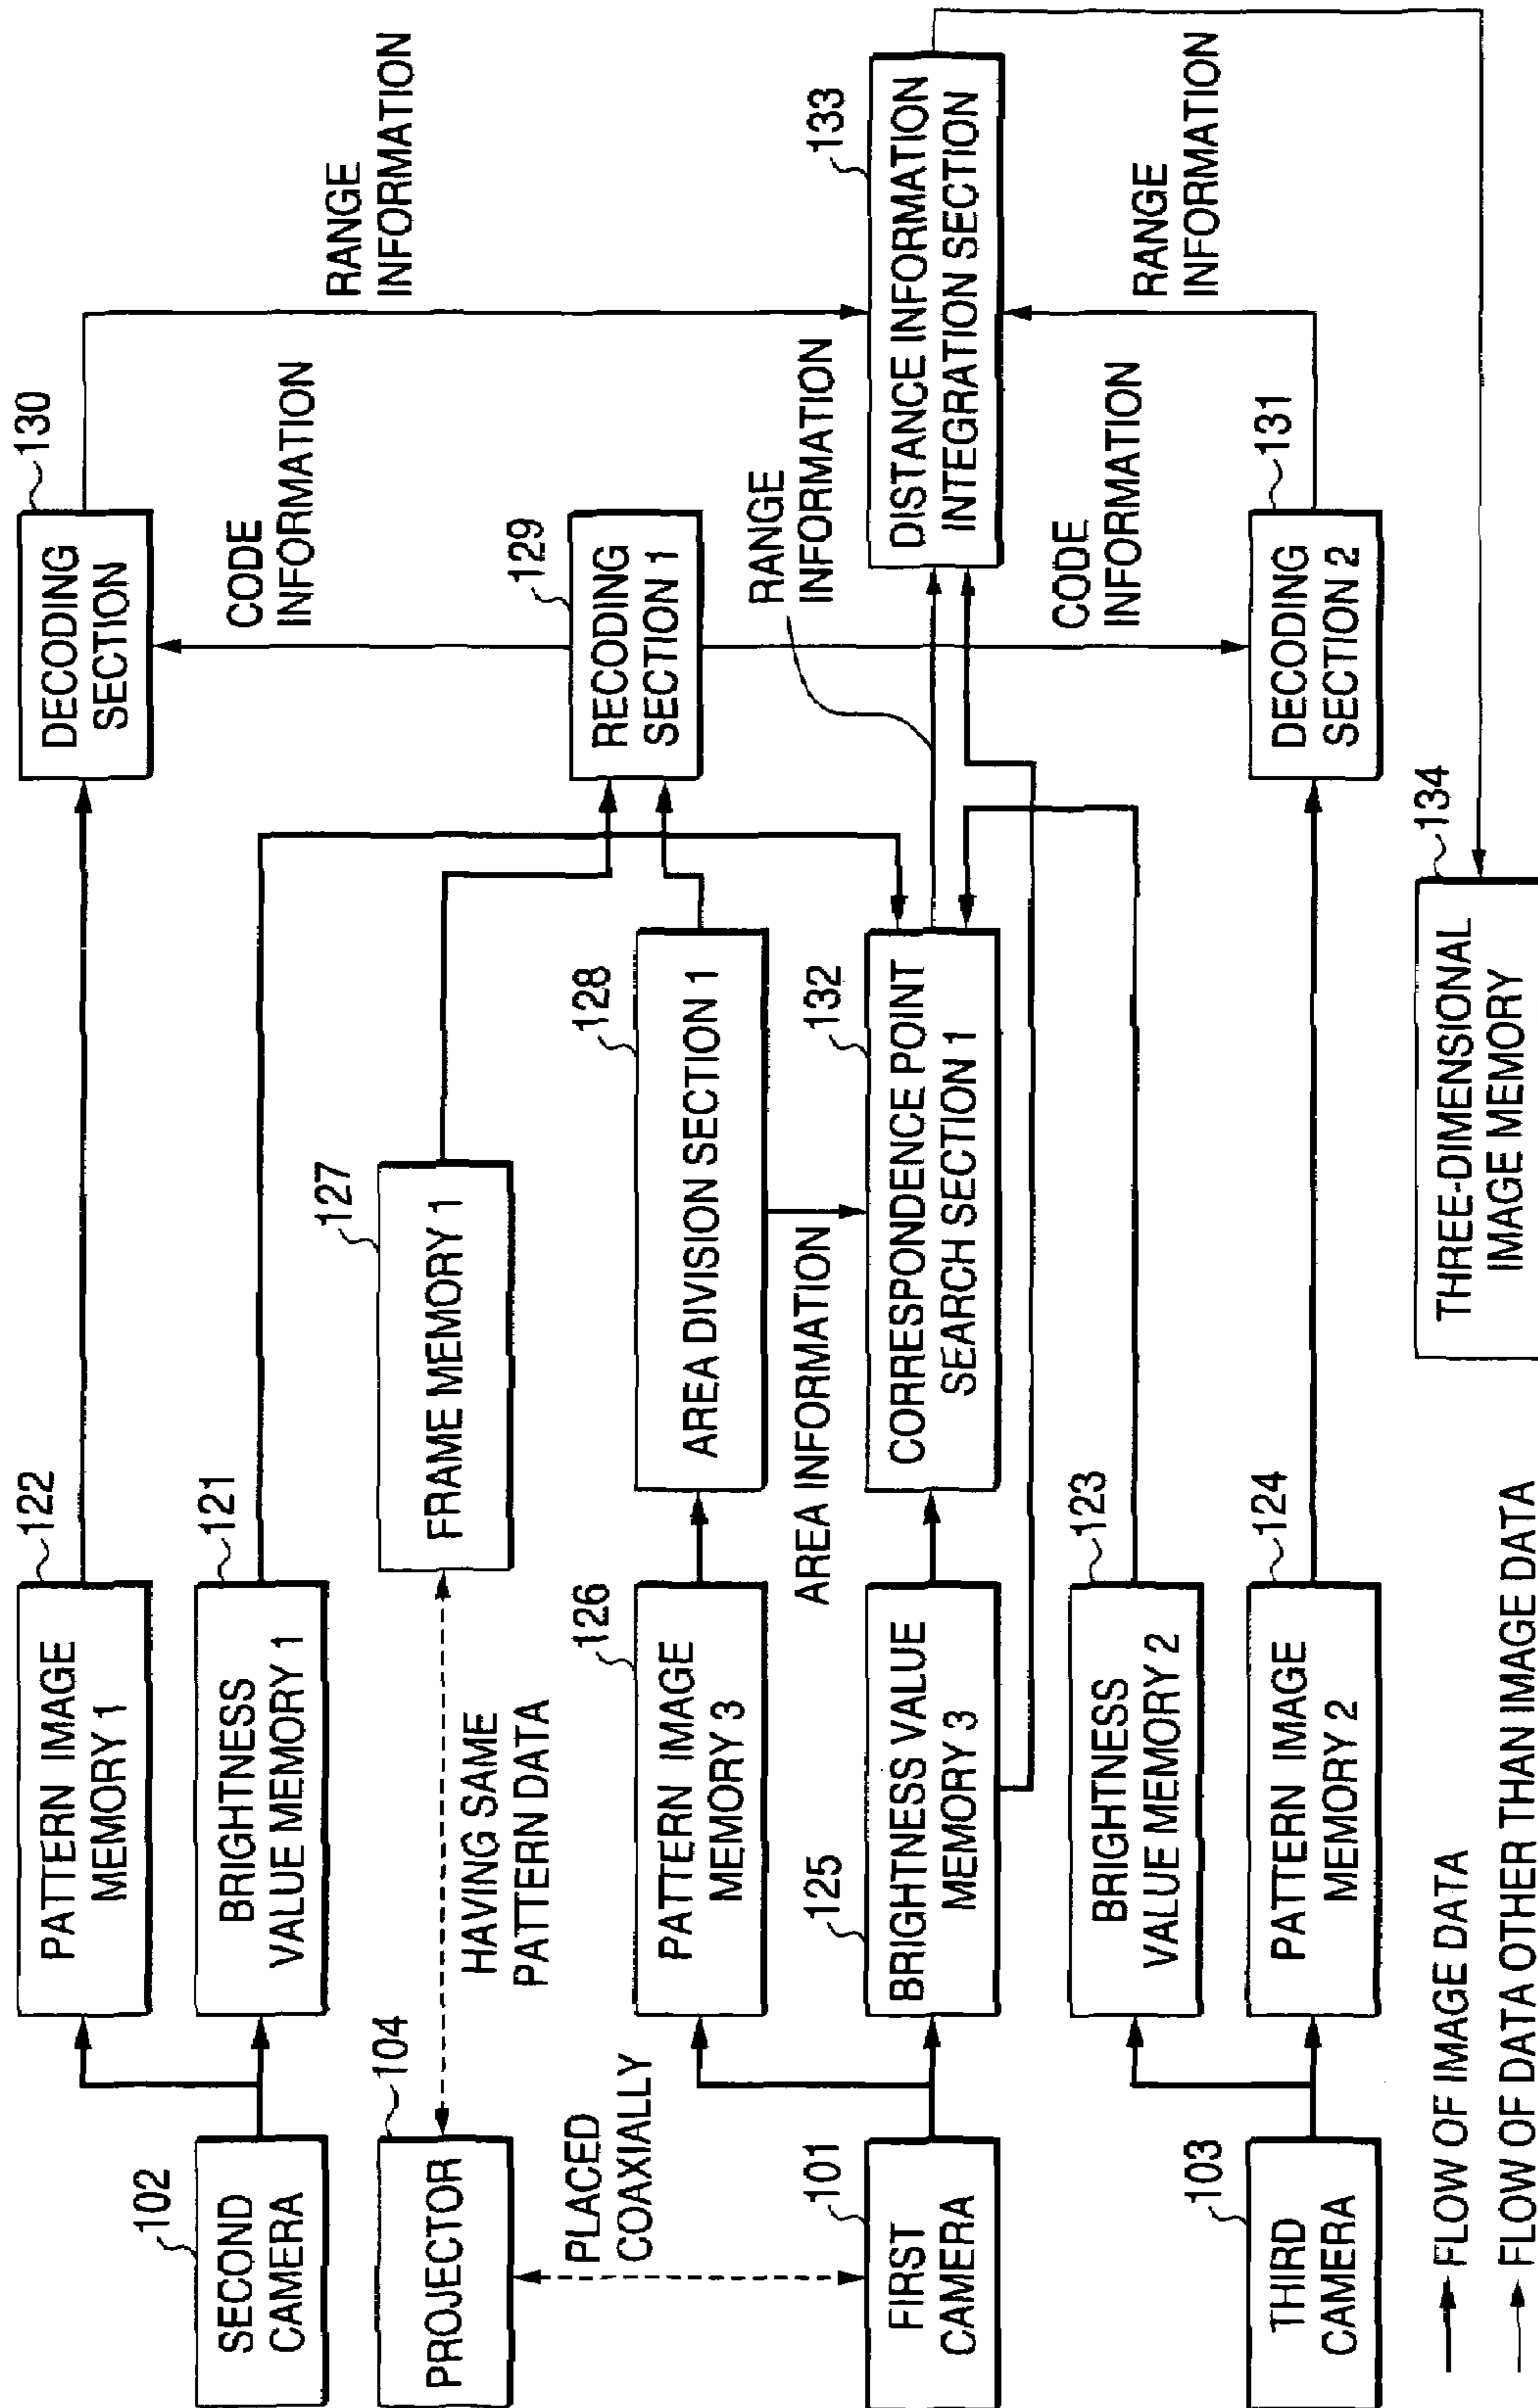 102
SECOND
CAMERA
104
PROJECTOR
PLACED
COAXIALLY
101
FIRST
CAMERA
103
THIRD
CAMERA
122
PATTERN IMAGE
MEMORY 1
121
BRIGHTNESS
VALUE MEMORY 1
HAVING SAME
PATTERN DATA
126
PATTERN IMAGE
MEMORY 3
125
BRIGHTNESS VALUE
MEMORY 3
123
BRIGHTNESS
VALUE MEMORY 2
124
PATTERN IMAGE
MEMORY 2
127
FRAME MEMORY 1
128
AREA DIVISION SECTION 1
AREA INFORMATION
132
CORRESPONDENCE POINT
SEARCH SECTION 1
130
DECODING
SECTION
CODE
INFORMATION
129
RECODING
SECTION 1
RANGE
INFORMATION
CODE
INFORMATION
131
DECODING
SECTION 2
RANGE
INFORMATION
133
DISTANCE INFORMATION
INTEGRATION SECTION
RANGE
INFORMATION
134
THREE-DIMENSIONAL
IMAGE MEMORY
FLOW OF IMAGE DATA
FLOW OF DATA OTHER THAN IMAGE DATA